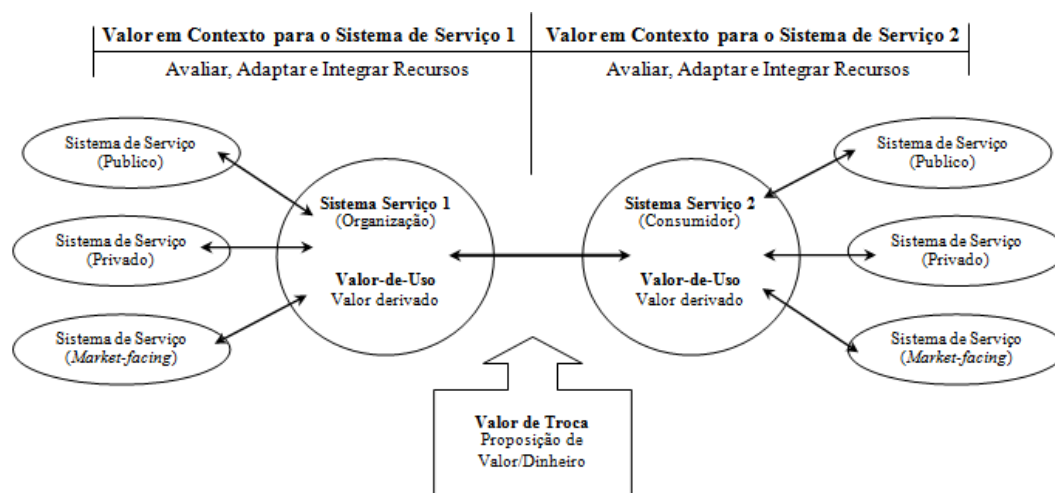 Valor em Contexto para o Sistema de Serviço 1
Valor em Contexto para o Sistema de Serviço 2
Avaliar, Adaptar e Integrar Recursos
Avaliar, Adaptar e Integrar Recursos
Sistema de Serviço
(Publico)
Sistema de Serviço
(Privado)
Sistema de Serviço
(Market-facing)
Sistema Serviço 1
(Organização)
Valor-de-Uso
Valor derivado
Sistema Serviço 2
(Consumidor)
Valor-de-Uso
Valor derivado
Sistema de Serviço
(Publico)
Sistema de Serviço
(Privado)
Sistema de Serviço
(Market-facing)
Valor de Troca
Proposição de
Valor/Dinheiro